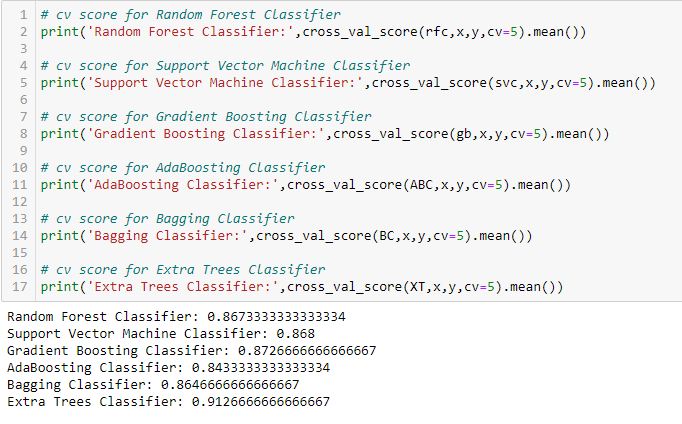 1 # cv score for Random Forest Classifier
2 print('Random Forest Classifier:',cross_val_score(rfc,x,y,cv=5).mean())
3
4 # cv score for Support Vector Machine Classifier
5 print('Support Vector Machine Classifier:',cross_val_score(svc,x,y,cv=5).mean())
6
7 # cv score for Gradient Boosting Classifier
8 print('Gradient Boosting Classifier:',cross_val_score(gb,x,y,cv=5).mean())
9
10 # cv score for AdaBoosting Classifier
11 print('AdaBoosting Classifier:',cross_val_score(ABC,x,y,cv=5).mean())
12
13 # cv score for Bagging Classifier
14 print('Bagging Classifier:',cross_val_score(BC,x,y,cv=5).mean())
15
16 # cv score for Extra Trees Classifier
17 print('Extra Trees Classifier:',cross_val_score(XT,x,y,cv=5).mean())
Random Forest Classifier: 0.8673333333333334
Support Vector Machine Classifier: 0.868
Gradient Boosting Classifier: 0.8726666666666667
AdaBoosting Classifier: 0.8433333333333334
Bagging Classifier: 0.8646666666666667
Extra Trees Classifier: 0.9126666666666667